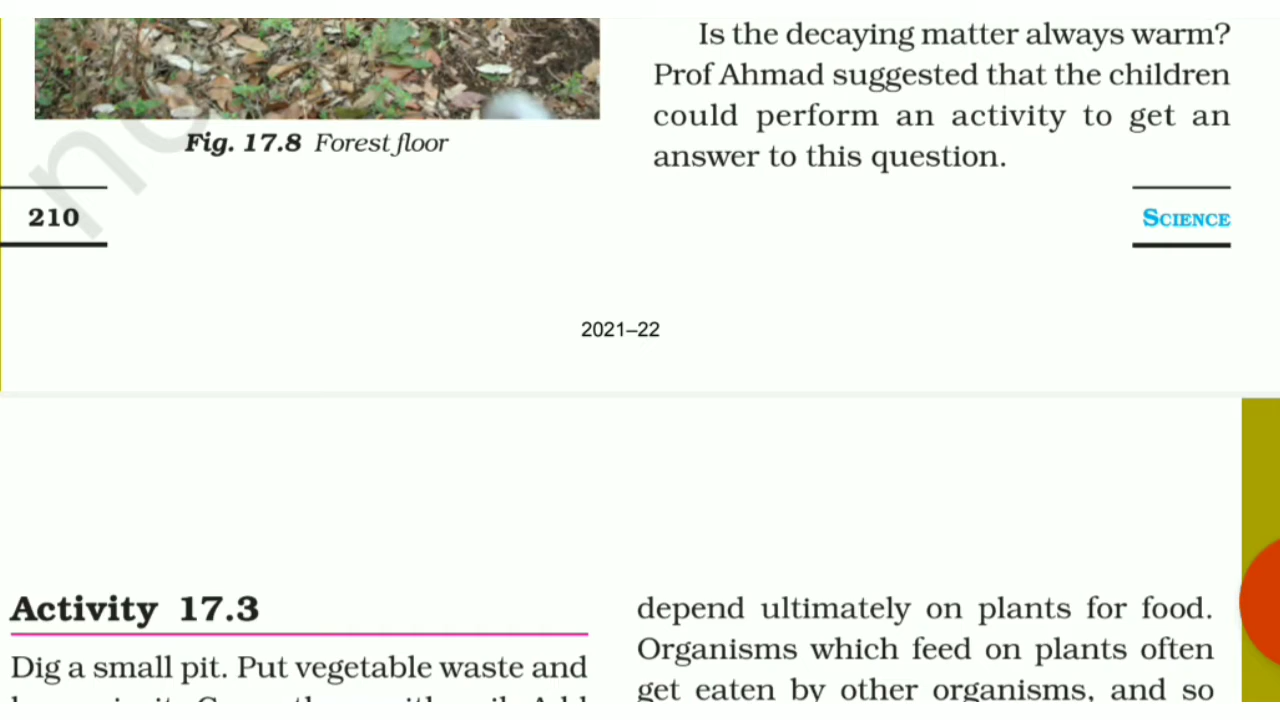 Is the decaying matter always warm?
Prof Ahmad suggested that the children
could perform an activity to get an
answer to this question.
Fig. 17.8 Forest floor
210
SCIENCE
2021–22
Activity 17.3
Dig a small pit. Put vegetable waste and
depend ultimately on plants for food.
Organisms which feed on plants often
get eaten by other organisms, and so